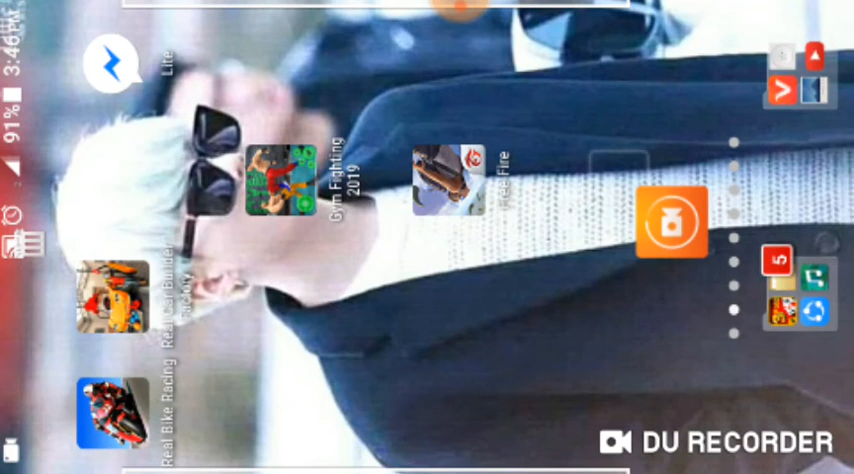 91% 3:46 PM
Lite
Gym Fighting
2019
Free Fire
Real Car Builder
Factory
Real Bike Racing
5
DU RECORDER